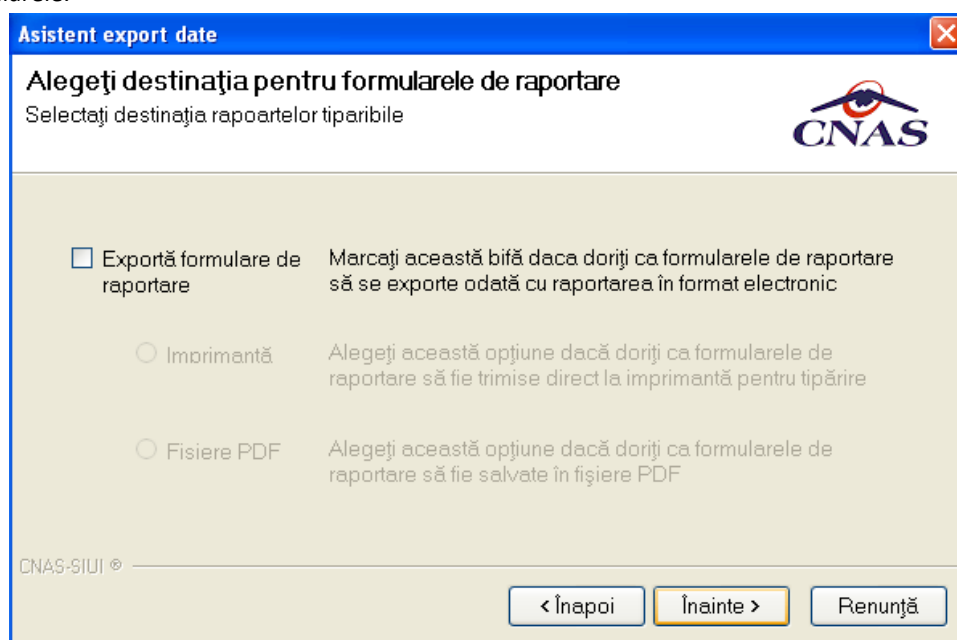 Asistent export date
Alegeţi destinaţia pentru formularele de raportare
Selectaţi destinaţia rapoartelor tiparibile
CNAS
Exportă formulare de raportare
Marcaţi această bifă daca doriţi ca formularele de raportare
să se exporte odată cu raportarea în format electronic
Imprimantă
Alegeţi această opţiune dacă doriţi ca formularele de
raportare să fie trimise direct la imprimantă pentru tipărire
Fisiere PDF
Alegeţi această opţiune dacă doriţi ca formularele de
raportare să fie salvate în fişiere PDF
CNAS-SIUI ®
< Înapoi
Înainte >
Renunţă